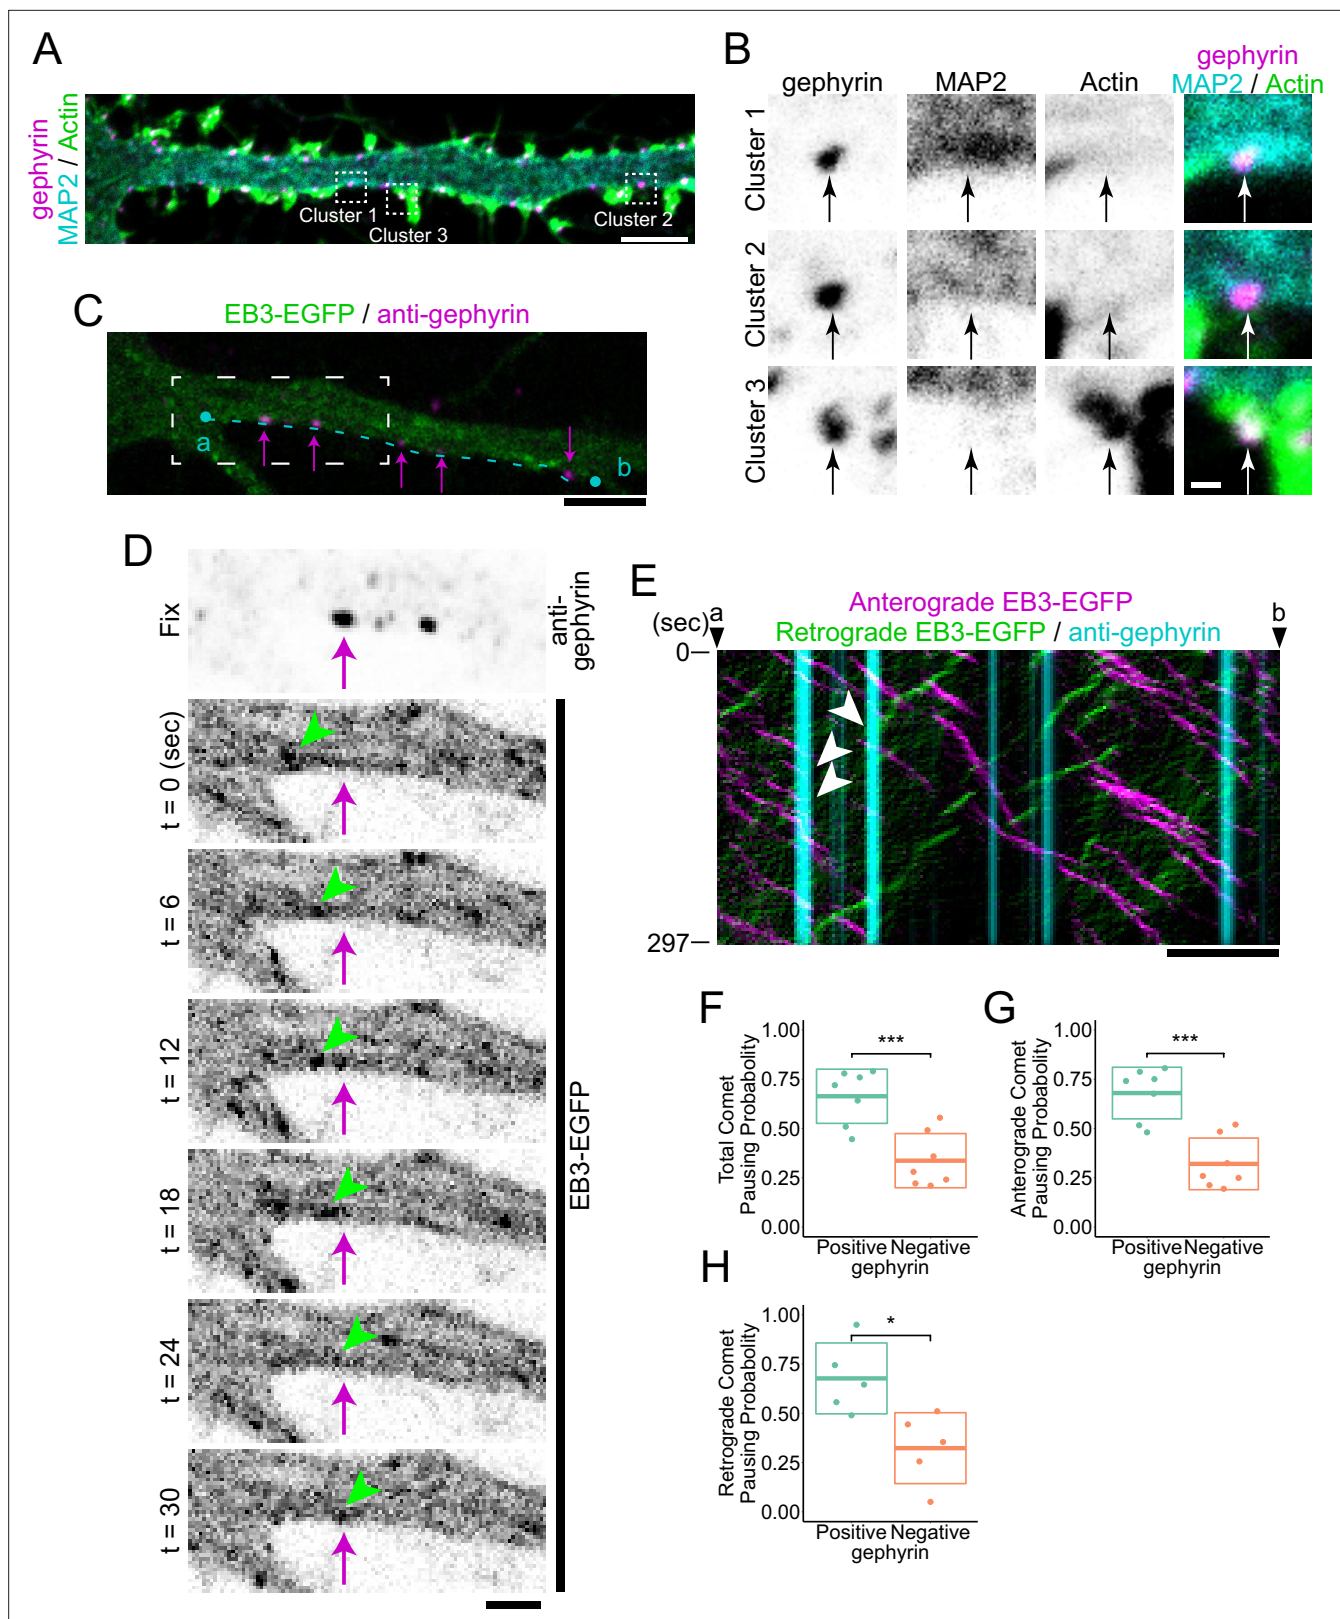 A
gephyrin
MAP2 / Actin
Cluster 1
Cluster 3
Cluster 2
B
gephyrin
MAP2
Actin
gephyrin
MAP2 / Actin
Cluster 1
Cluster 2
Cluster 3
C
EB3-EGFP / anti-gephyrin
a
b
D
Fix
anti-
gephyrin
t = 0 (sec)
t = 6
t = 12
t = 18
t = 24
t = 30
EB3-EGFP
E
Anterograde EB3-EGFP
Retrograde EB3-EGFP / anti-gephyrin
(sec)
a
b
0
297
F
Total Comet
Pausing Probabolity
1.00
0.75
0.50
0.25
0.00
***
Positive Negative
gephyrin
G
Anterograde Comet
Pausing Probabolity
1.00
0.75
0.50
0.25
0.00
***
Positive Negative
gephyrin
H
Retrograde Comet
Pausing Probabolity
1.00
0.75
0.50
0.25
0.00
*
Positive Negative
gephyrin